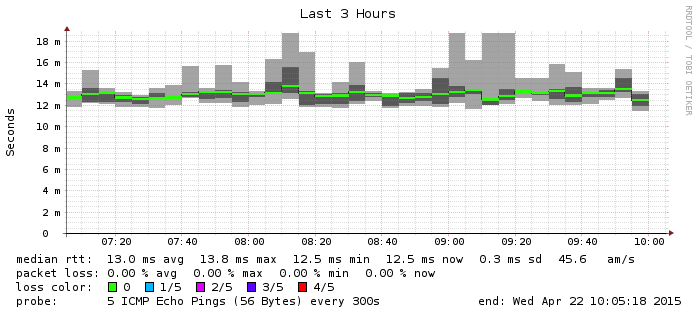 Last 3 Hours
RRDTOOL / TOBI OETIKER
Seconds
18 m
16 m
14 m
12 m
10 m
8 m
6 m
4 m
2 m
0
07:20 07:40 08:00 08:20 08:40 09:00 09:20 09:40 10:00
median rtt: 13.0 ms avg 13.8 ms max 12.5 ms min 12.5 ms now 0.3 ms sd 45.6 am/s
packet loss: 0.00 % avg 0.00 % max 0.00 % min 0.00 % now
loss color: 0 1/5 2/5 3/5 4/5
probe: 5 ICMP Echo Pings (56 Bytes) every 300s end: Wed Apr 22 10:05:18 2015